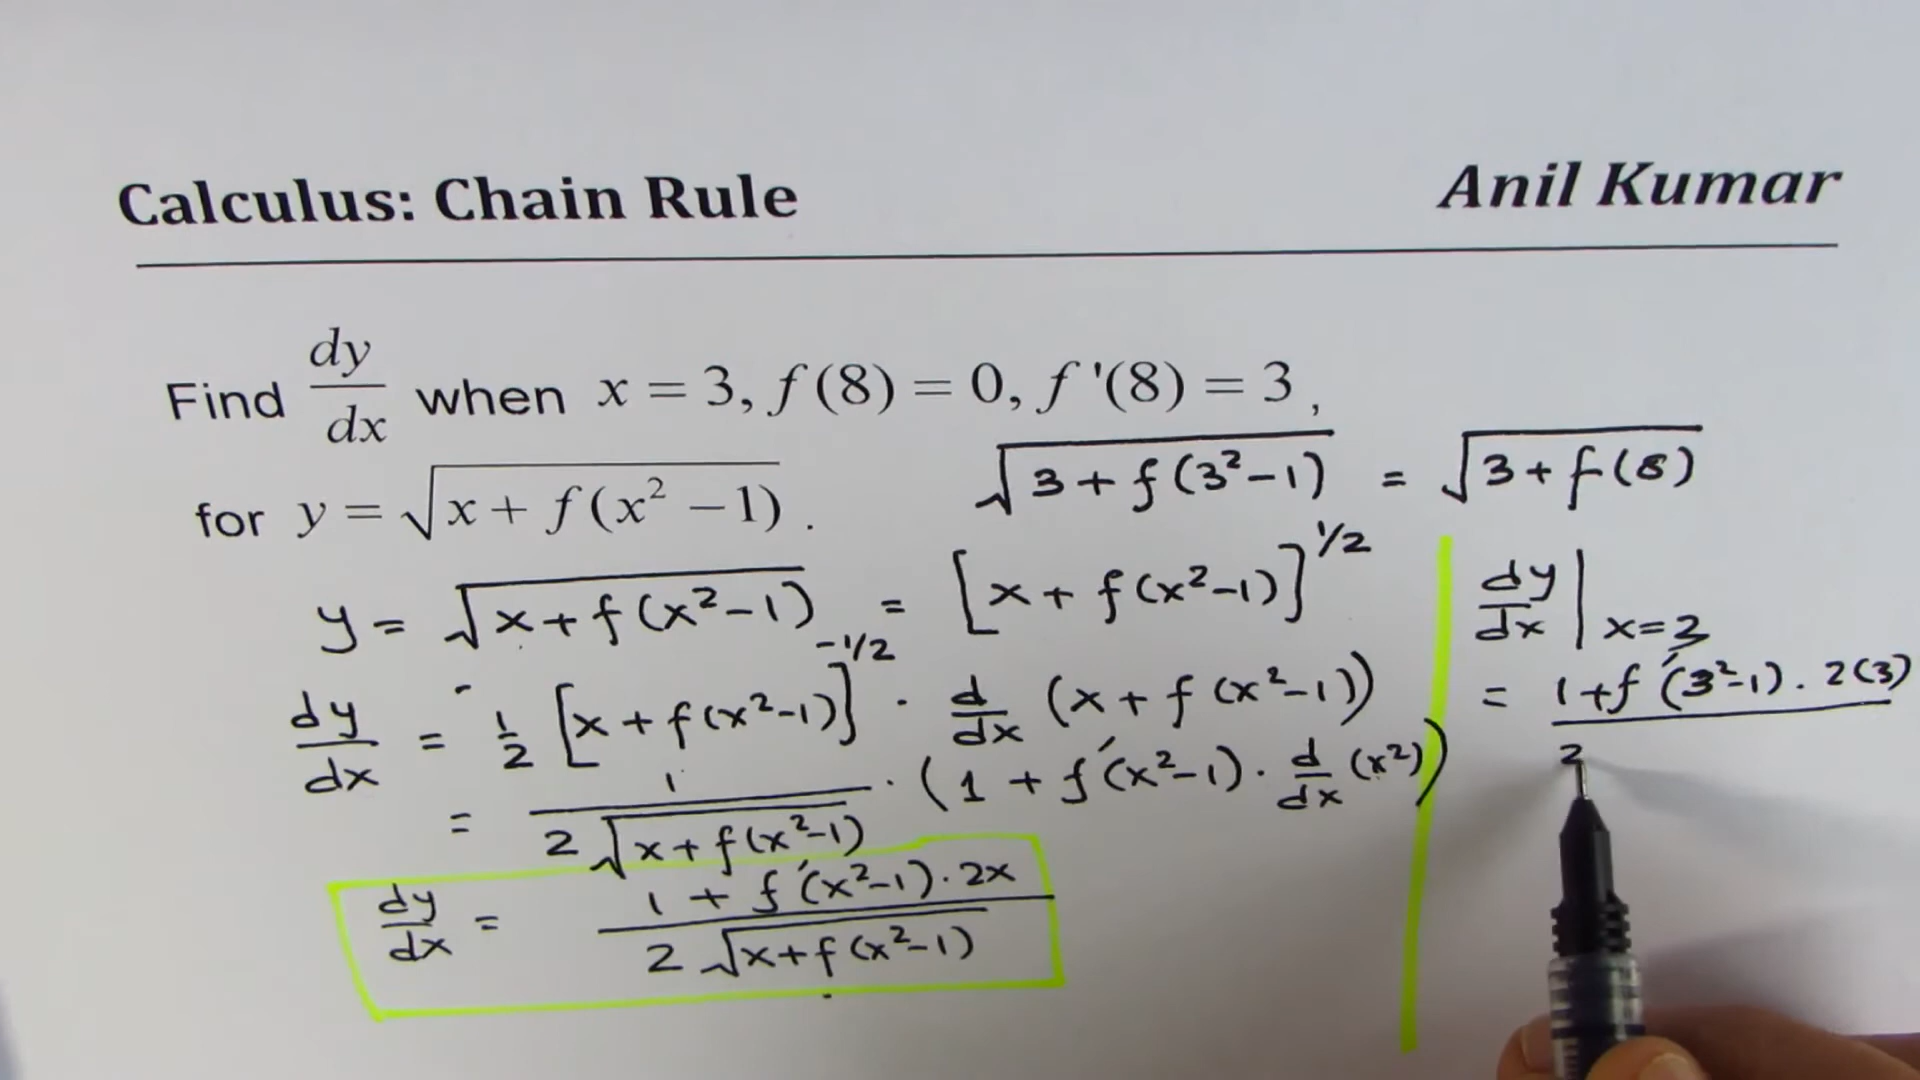 Calculus: Chain Rule
Anil Kumar
Find dy/dx when x = 3, f(8) = 0, f '(8) = 3 ,
for y = √(x + f(x² − 1)) .
√(3 + f(3²−1)) = √(3 + f(8))
y = √(x + f(x²−1)) = [x + f(x²−1)]^1/2
dy/dx = 1/2 [x + f(x²−1)]^−1/2 · d/dx (x + f(x²−1))
= 1/(2√(x + f(x²−1))) · (1 + f′(x²−1) · d/dx (x²))
dy/dx = (1 + f′(x²−1) · 2x)/(2√(x + f(x²−1)))
dy/dx | x=3
= 1 + f′(3²−1) · 2(3)
2